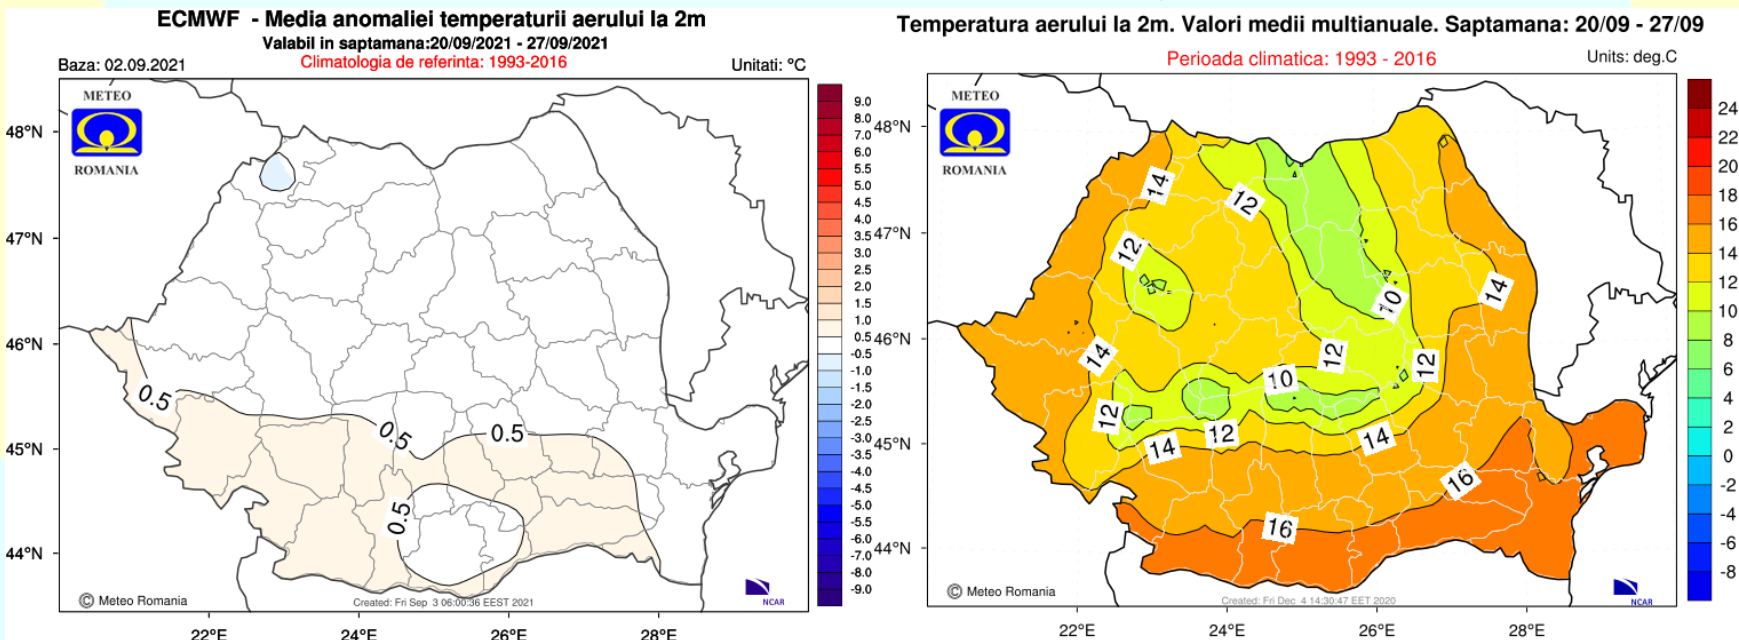 ECMWF - Media anomaliei temperaturii aerului la 2m
Valabil in saptamana:20/09/2021 - 27/09/2021
Baza: 02.09.2021
Climatologia de referinta: 1993-2016
Unitati: ºC
METEO
ROMANIA
48°N
47°N
46°N
45°N
44°N
0.5
0.5
0.5
0.5
9.0
8.0
7.0
6.0
5.5
5.0
4.5
4.0
3.5
3.0
2.5
2.0
1.5
1.0
0.5
-0.5
-1.0
-1.5
-2.0
-2.5
-3.0
-3.5
-4.0
-4.5
-5.0
-5.5
-6.0
-7.0
-8.0
-9.0
© Meteo Romania
Created: Fri Sep 3 06:00:36 EEST 2021
NCAR
22°E
24°E
26°E
28°E
Temperatura aerului la 2m. Valori medii multianuale. Saptamana: 20/09 - 27/09
Perioada climatica: 1993 - 2016
Units: deg.C
METEO
ROMANIA
48°N
47°N
46°N
45°N
44°N
14
12
12
10
14
14
12
12
10
12
12
14
14
16
16
24
22
20
18
16
14
12
10
8
6
4
2
0
-2
-4
-6
-8
© Meteo Romania
Created: Fri Dec 4 14:30:47 EET 2020
NCAR
22°E
24°E
26°E
28°E